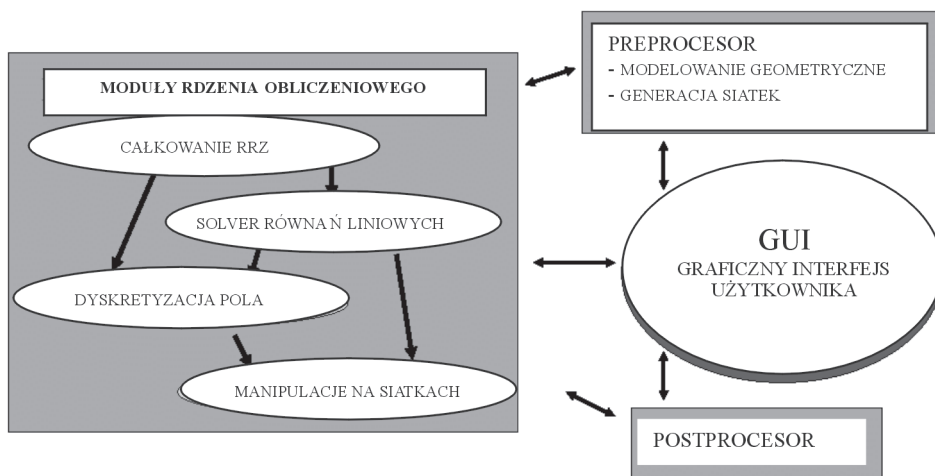 MODUŁY RDZENIA OBLICZENIOWEGO
CAŁKOWANIE RRZ
SOLVER RÓWNA Ń LINIOWYCH
DYSKRETYZACJA POLA
MANIPULACJE NA SIATKACH
PREPROCESOR
- MODELOWANIE GEOMETRYCZNE
- GENERACJA SIATEK
GUI
GRAFICZNY INTERFEJS
UŻYTKOWNIKA
POSTPROCESOR